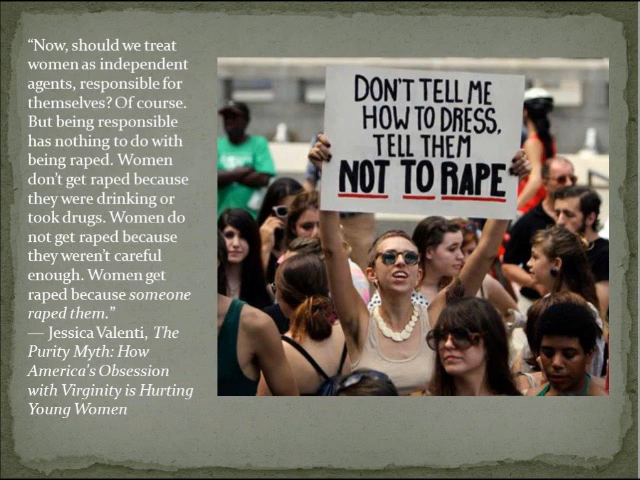 “Now, should we treat
women as independent
agents, responsible for
themselves? Of course.
But being responsible
has nothing to do with
being raped. Women
don’t get raped because
they were drinking or
took drugs. Women do
not get raped because
they weren’t careful
enough. Women get
raped because someone
raped them.”
— Jessica Valenti, The
Purity Myth: How
America's Obsession
with Virginity is Hurting
Young Women
DON'T TELL ME
HOW TO DRESS,
TELL THEM
NOT TO RAPE